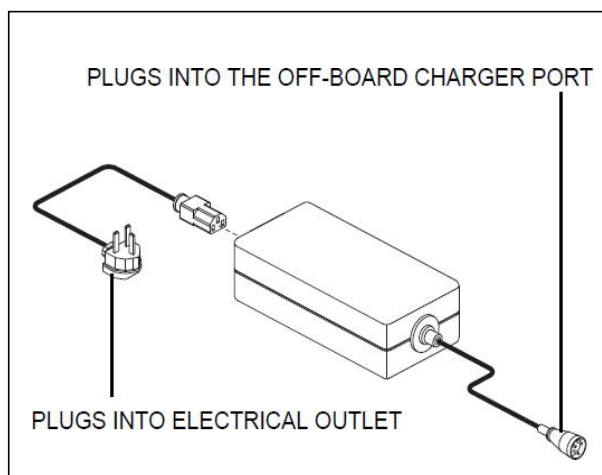 PLUGS INTO THE OFF-BOARD CHARGER PORT
PLUGS INTO ELECTRICAL OUTLET